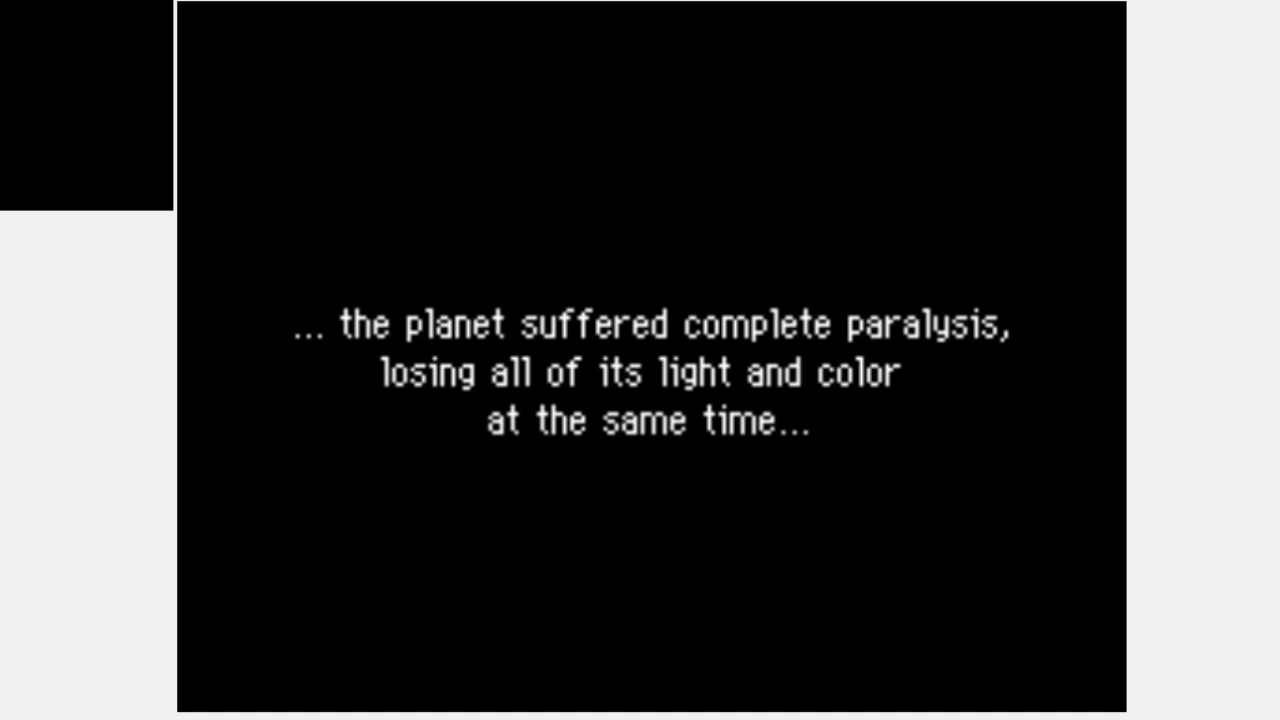 ... the planet suffered complete paralysis,
losing all of its light and color
at the same time...